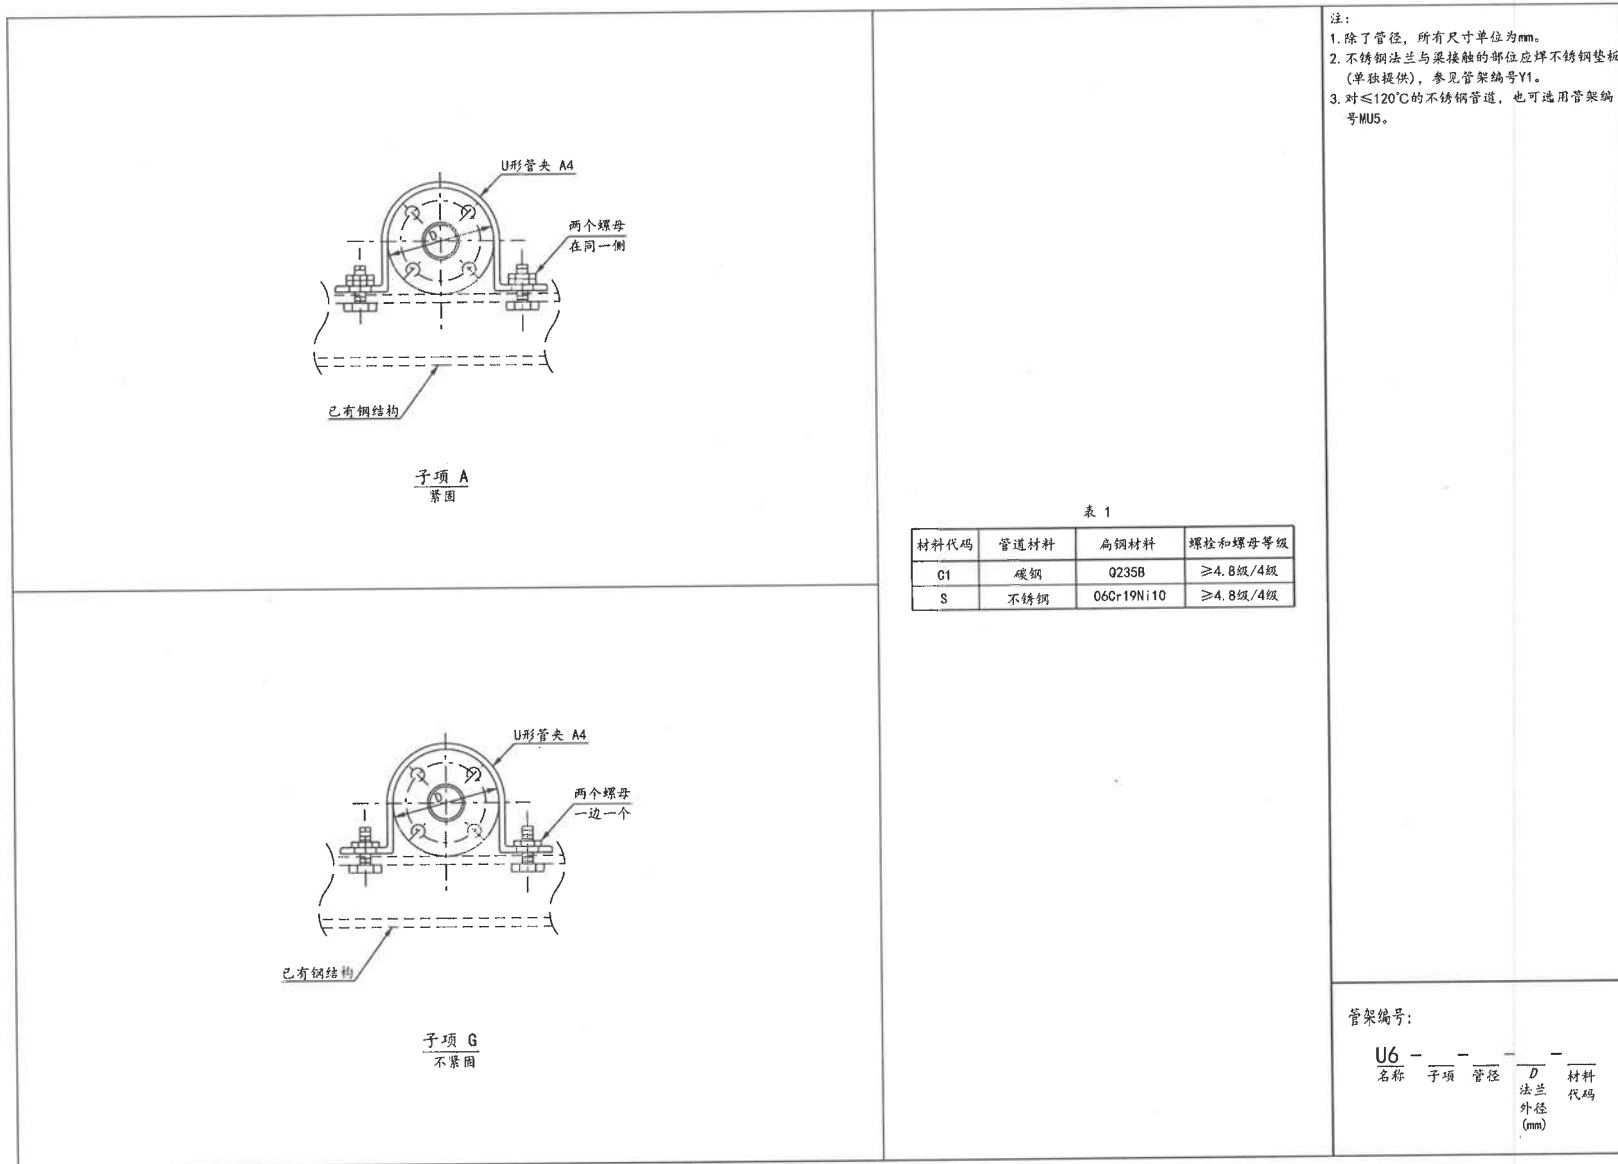 U形管夹 A4
两个螺母
在同一侧
D
已有钢结构
子项 A
紧固
U形管夹 A4
两个螺母
一边一个
D
已有钢结构
子项 G
不紧固
表 1
材料代码 管道材料 扁钢材料 螺栓和螺母等级
C1 碳钢 Q235B ≥4.8级/4级
S 不锈钢 06Cr19Ni10 ≥4.8级/4级
注:
1.除了管径，所有尺寸单位为mm。
2.不锈钢法兰与梁接触的部位应焊不锈钢垫板
(单独提供)，参见管架编号Y1。
3.对≤120℃的不锈钢管道，也可选用管架编
号MU5。
管架编号:
U6 - - - -
名称 子项 管径 D 材料
法兰 代码
外径
(mm)